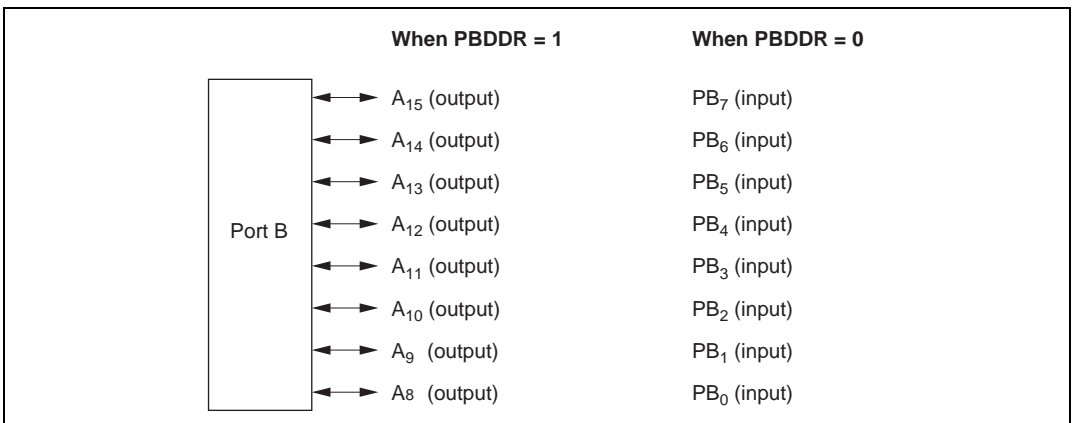 When PBDDR = 1 When PBDDR = 0
A15 (output) PB7 (input)
A14 (output) PB6 (input)
A13 (output) PB5 (input)
Port B A12 (output) PB4 (input)
A11 (output) PB3 (input)
A10 (output) PB2 (input)
A9 (output) PB1 (input)
A8 (output) PB0 (input)